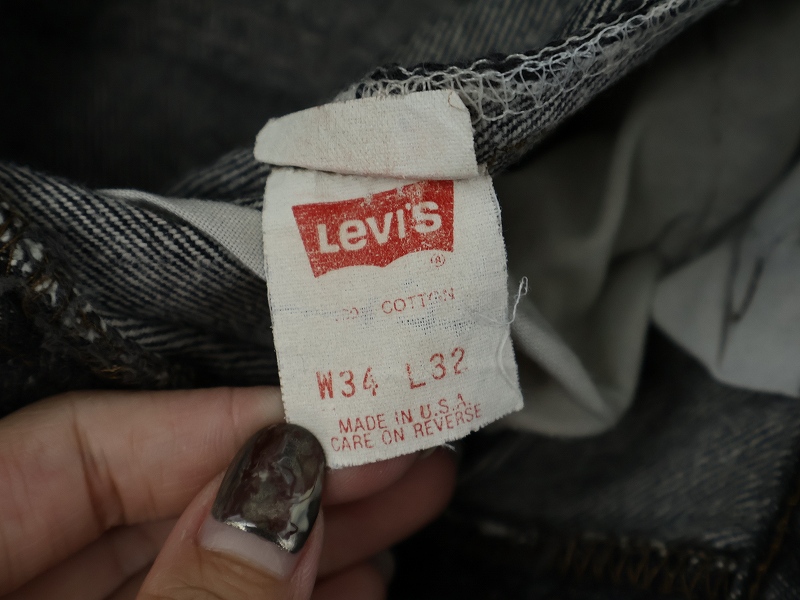 Levi's
®
COTTON
W34 L32
MADE IN U.S.A.
CARE ON REVERSE